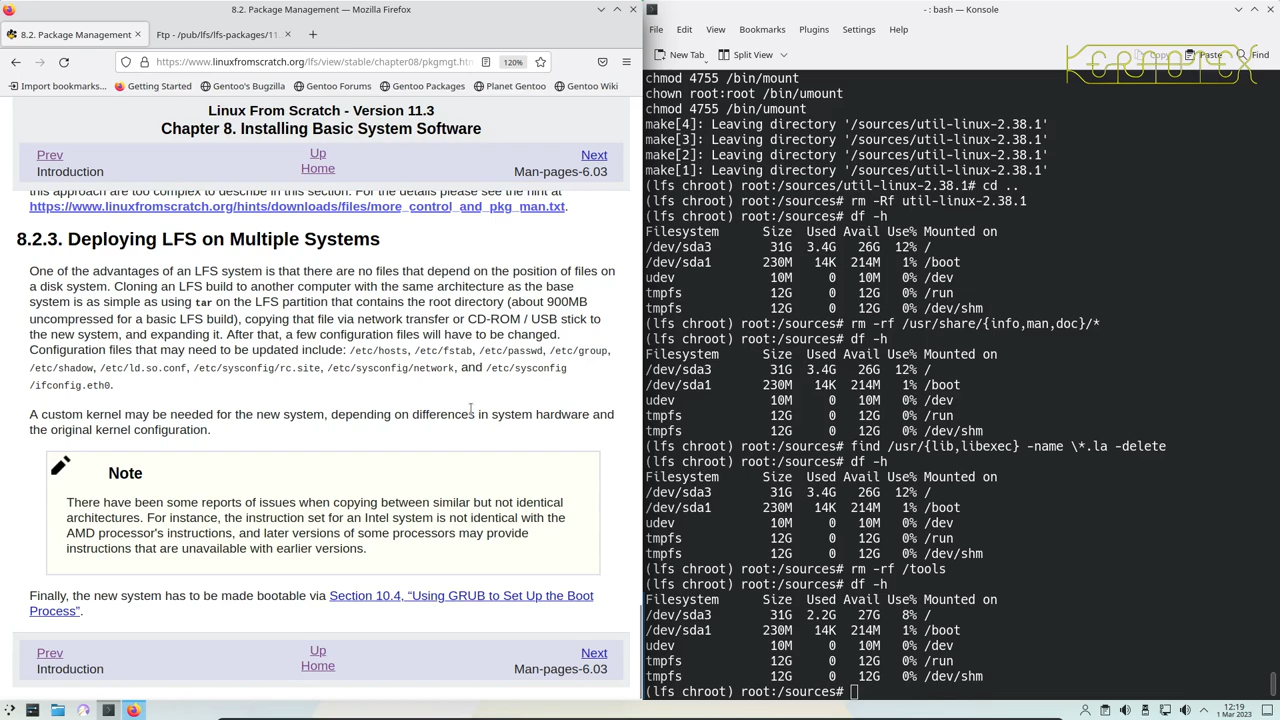 8.2. Package Management — Mozilla Firefox
8.2. Package Management
Ftp - /pub/lfs/lfs-packages/11.
https://www.linuxfromscratch.org/lfs/view/stable/chapter08/pkgmgt.html
120%
Import bookmarks...
Getting Started
Gentoo's Bugzilla
Gentoo Forums
Gentoo Packages
Planet Gentoo
Gentoo Wiki
Linux From Scratch - Version 11.3
Chapter 8. Installing Basic System Software
Prev
Up
Next
Introduction
Home
Man-pages-6.03
this approach are too complex to describe in this section. For the details please see the hint at
https://www.linuxfromscratch.org/hints/downloads/files/more_control_and_pkg_man.txt.
8.2.3. Deploying LFS on Multiple Systems
One of the advantages of an LFS system is that there are no files that depend on the position of files on
a disk system. Cloning an LFS build to another computer with the same architecture as the base
system is as simple as using tar on the LFS partition that contains the root directory (about 900MB
uncompressed for a basic LFS build), copying that file via network transfer or CD-ROM / USB stick to
the new system, and expanding it. After that, a few configuration files will have to be changed.
Configuration files that may need to be updated include: /etc/hosts, /etc/fstab, /etc/passwd, /etc/group,
/etc/shadow, /etc/ld.so.conf, /etc/sysconfig/rc.site, /etc/sysconfig/network, and /etc/sysconfig
/ifconfig.eth0.
A custom kernel may be needed for the new system, depending on differences in system hardware and
the original kernel configuration.
Note
There have been some reports of issues when copying between similar but not identical
architectures. For instance, the instruction set for an Intel system is not identical with the
AMD processor's instructions, and later versions of some processors may provide
instructions that are unavailable with earlier versions.
Finally, the new system has to be made bootable via Section 10.4, “Using GRUB to Set Up the Boot
Process”.
Prev
Up
Next
Introduction
Home
Man-pages-6.03
- : bash — Konsole
File Edit View Bookmarks Plugins Settings Help
New Tab
Split View
Copy
Paste
Find
KERNOTEX
chmod 4755 /bin/mount
chown root:root /bin/umount
chmod 4755 /bin/umount
make[4]: Leaving directory '/sources/util-linux-2.38.1'
make[3]: Leaving directory '/sources/util-linux-2.38.1'
make[2]: Leaving directory '/sources/util-linux-2.38.1'
make[1]: Leaving directory '/sources/util-linux-2.38.1'
(lfs chroot) root:/sources/util-linux-2.38.1# cd ..
(lfs chroot) root:/sources# rm -Rf util-linux-2.38.1
(lfs chroot) root:/sources# df -h
Filesystem Size Used Avail Use% Mounted on
/dev/sda3 31G 3.4G 26G 12% /
/dev/sda1 230M 14K 214M 1% /boot
udev 10M 0 10M 0% /dev
tmpfs 12G 0 12G 0% /run
tmpfs 12G 0 12G 0% /dev/shm
(lfs chroot) root:/sources# rm -rf /usr/share/{info,man,doc}/*
(lfs chroot) root:/sources# df -h
Filesystem Size Used Avail Use% Mounted on
/dev/sda3 31G 3.4G 26G 12% /
/dev/sda1 230M 14K 214M 1% /boot
udev 10M 0 10M 0% /dev
tmpfs 12G 0 12G 0% /run
tmpfs 12G 0 12G 0% /dev/shm
(lfs chroot) root:/sources# find /usr/{lib,libexec} -name \*.la -delete
(lfs chroot) root:/sources# df -h
Filesystem Size Used Avail Use% Mounted on
/dev/sda3 31G 3.4G 26G 12% /
/dev/sda1 230M 14K 214M 1% /boot
udev 10M 0 10M 0% /dev
tmpfs 12G 0 12G 0% /run
tmpfs 12G 0 12G 0% /dev/shm
(lfs chroot) root:/sources# rm -rf /tools
(lfs chroot) root:/sources# df -h
Filesystem Size Used Avail Use% Mounted on
/dev/sda3 31G 2.2G 27G 8% /
/dev/sda1 230M 14K 214M 1% /boot
udev 10M 0 10M 0% /dev
tmpfs 12G 0 12G 0% /run
tmpfs 12G 0 12G 0% /dev/shm
(lfs chroot) root:/sources#
12:19
1 Mar 2023